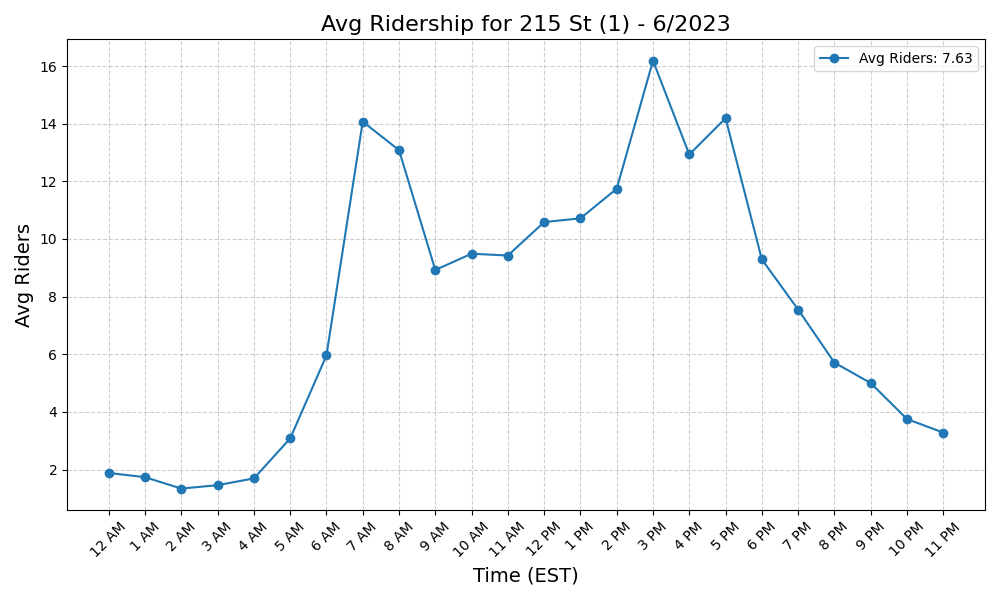 Avg Ridership for 215 St (1) - 6/2023
Avg Riders: 7.63
Avg Riders
16
14
12
10
8
6
4
2
12 AM
1 AM
2 AM
3 AM
4 AM
5 AM
6 AM
7 AM
8 AM
9 AM
10 AM
11 AM
12 PM
1 PM
2 PM
3 PM
4 PM
5 PM
6 PM
7 PM
8 PM
9 PM
10 PM
11 PM
Time (EST)